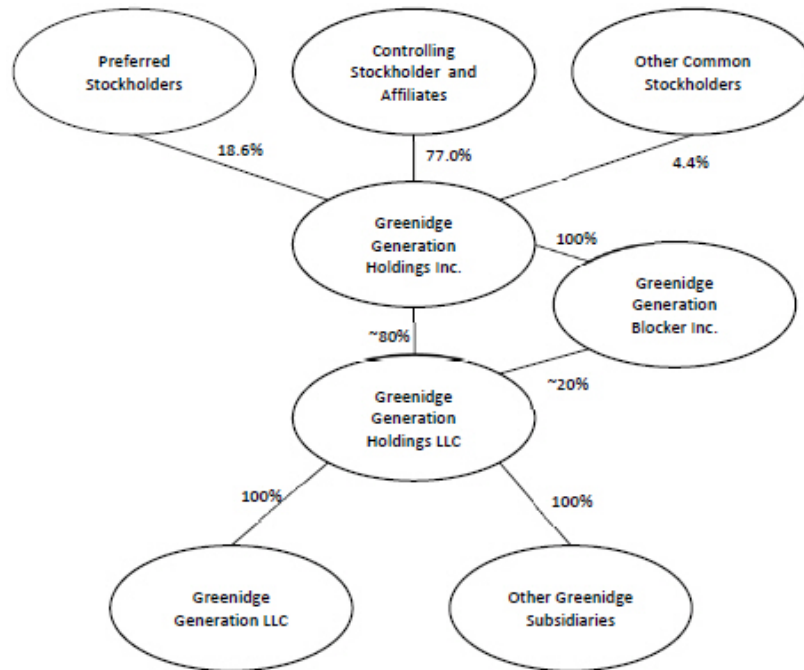 Preferred
Stockholders
Controlling
Stockholder and
Affiliates
Other Common
Stockholders
18.6%
77.0%
4.4%
Greenidge
Generation
Holdings Inc.
100%
Greenidge
Generation
Blocker Inc.
~80%
~20%
Greenidge
Generation
Holdings LLC
100%
100%
Greenidge
Generation LLC
Other Greenidge
Subsidiaries